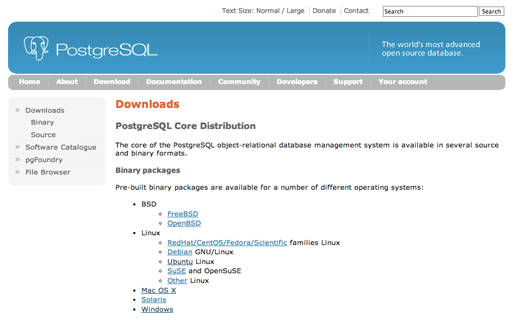 Text Size: Normal / Large Donate Contact Search Search
PostgreSQL
The world's most advanced
open source database.
Home About Download Documentation Community Developers Support Your account
» Downloads
Binary
Source
» Software Catalogue
» pgFoundry
» File Browser
Downloads
PostgreSQL Core Distribution
The core of the PostgreSQL object-relational database management system is available in several source
and binary formats.
Binary packages
Pre-built binary packages are available for a number of different operating systems:
• BSD
◦ FreeBSD
◦ OpenBSD
• Linux
◦ RedHat/CentOS/Fedora/Scientific families Linux
◦ Debian GNU/Linux
◦ Ubuntu Linux
◦ SuSE and OpenSuSE
◦ Other Linux
• Mac OS X
• Solaris
• Windows